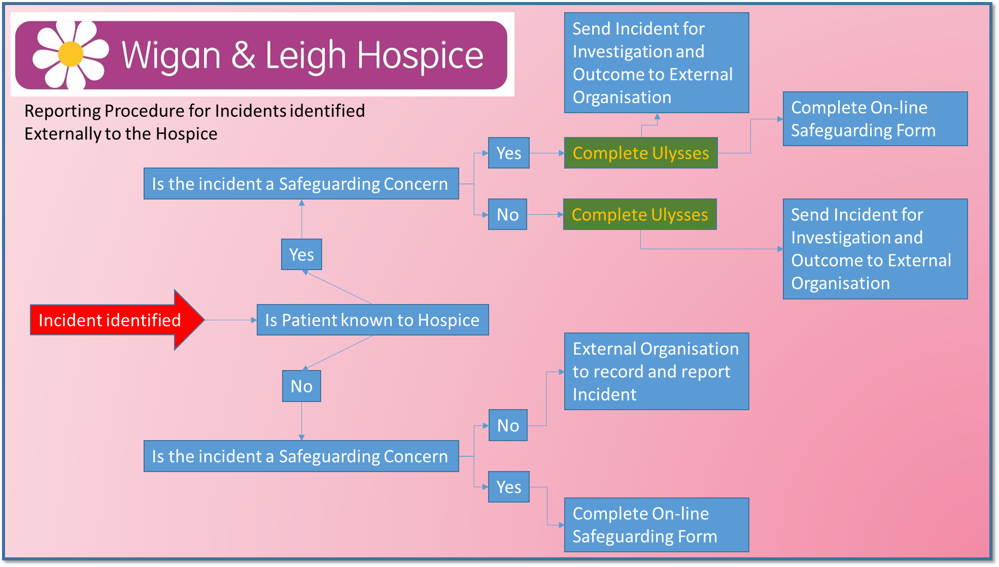 Wigan & Leigh Hospice
Reporting Procedure for Incidents identified
Externally to the Hospice
Send Incident for
Investigation and
Outcome to External
Organisation
Complete On-line
Safeguarding Form
Yes
Complete Ulysses
Is the incident a Safeguarding Concern
No
Complete Ulysses
Send Incident for
Investigation and
Outcome to External
Organisation
Yes
Incident identified
Is Patient known to Hospice
External Organisation
to record and report
Incident
No
No
Is the incident a Safeguarding Concern
Yes
Complete On-line
Safeguarding Form